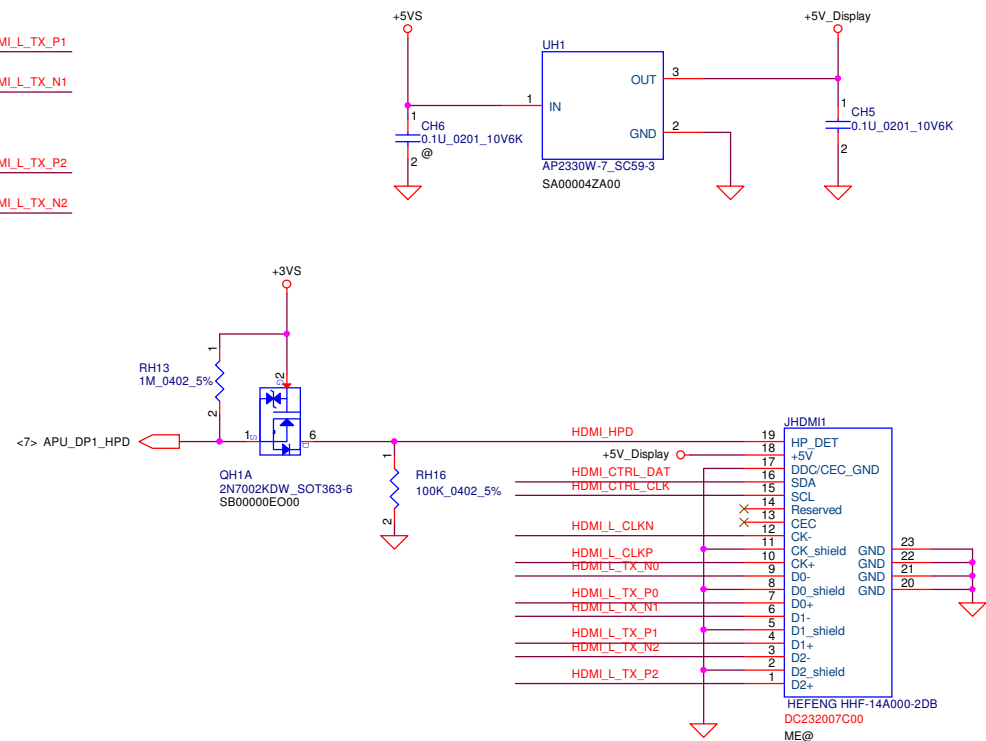 +5VS
+5V_Display
MI_L_TX_P1
MI_L_TX_N1
MI_L_TX_P2
MI_L_TX_N2
UH1
OUT
3
1
IN
GND
2
1
CH6
0.1U_0201_10V6K
@
2
AP2330W-7_SC59-3
SA00004ZA00
1
CH5
0.1U_0201_10V6K
2
+3VS
RH13
1M_0402_5%
1
2
2
G
<7> APU_DP1_HPD
1
S
6
D
QH1A
2N7002KDW_SOT363-6
SB00000EO00
1
RH16
100K_0402_5%
2
JHDMI1
HDMI_HPD 19 HP_DET
+5V_Display 18 +5V
17 DDC/CEC_GND
HDMI_CTRL_DAT 16 SDA
HDMI_CTRL_CLK 15 SCL
14 Reserved
13 CEC
HDMI_L_CLKN 12 CK-
11 CK_shield GND 23
HDMI_L_CLKP 10 CK+ GND 22
HDMI_L_TX_N0 9 D0- GND 21
8 D0_shield GND 20
HDMI_L_TX_P0 7 D0+
HDMI_L_TX_N1 6 D1-
5 D1_shield
HDMI_L_TX_P1 4 D1+
HDMI_L_TX_N2 3 D2-
2 D2_shield
HDMI_L_TX_P2 1 D2+
HEFENG HHF-14A000-2DB
DC232007C00
ME@